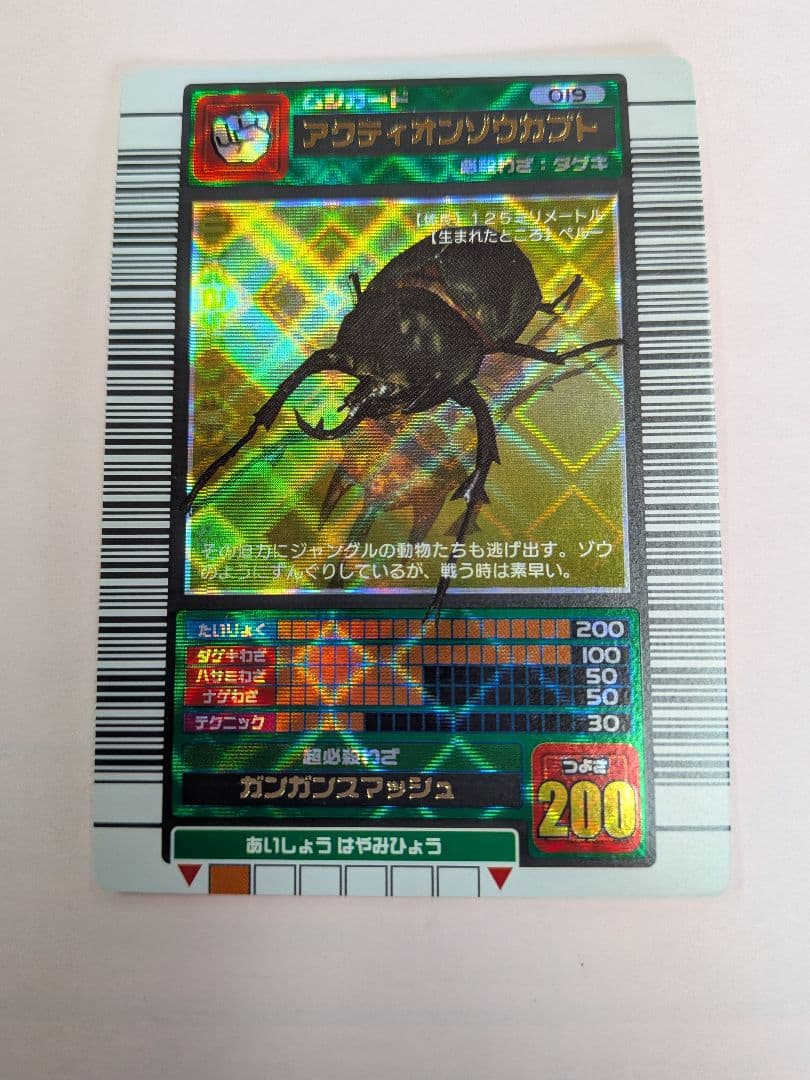 ムシカード
019
アクティオンゾウカブト
必殺わざ:ダゲキ
【体長】125ミリメートル
【生まれたところ】ペルー
その迫力にジャングルの動物たちも逃げ出す。ゾウ
のようにずんぐりしているが、戦う時は素早い。
たいりょく 200
ダゲキわざ 100
ハサミわざ 50
ナゲわざ 50
テクニック 30
超必殺わざ
ガンガンスマッシュ
つよさ
200
あいしょう はやみひょう